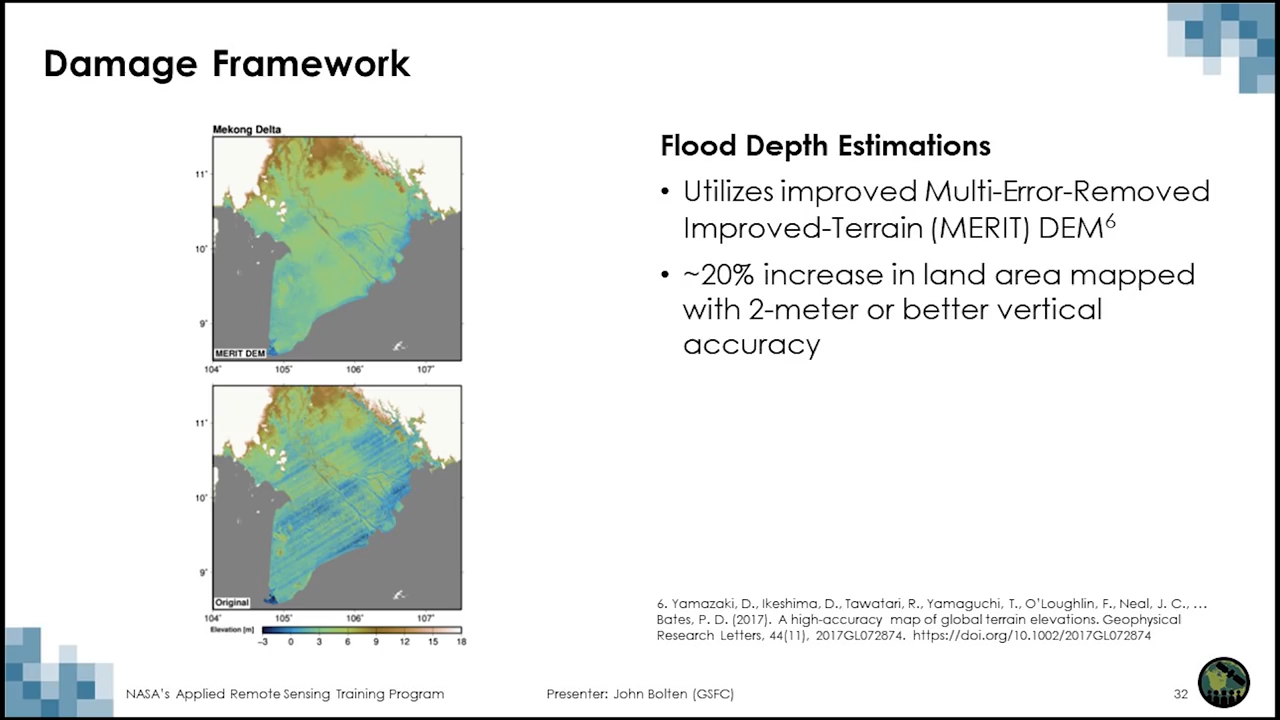 Damage Framework
Mekong Delta
11°
10°
9°
MERIT DEM
104° 105° 106° 107°
11°
10°
9°
Original
104° 105° 106° 107°
Elevation [m]
−3 0 3 6 9 12 15 18
Flood Depth Estimations
• Utilizes improved Multi-Error-Removed
Improved-Terrain (MERIT) DEM6
• ~20% increase in land area mapped
with 2-meter or better vertical
accuracy
6. Yamazaki, D., Ikeshima, D., Tawatari, R., Yamaguchi, T., O'Loughlin, F., Neal, J. C., …
Bates, P. D. (2017). A high-accuracy map of global terrain elevations. Geophysical
Research Letters, 44(11), 2017GL072874. https://doi.org/10.1002/2017GL072874
NASA's Applied Remote Sensing Training Program
Presenter: John Bolten (GSFC)
32